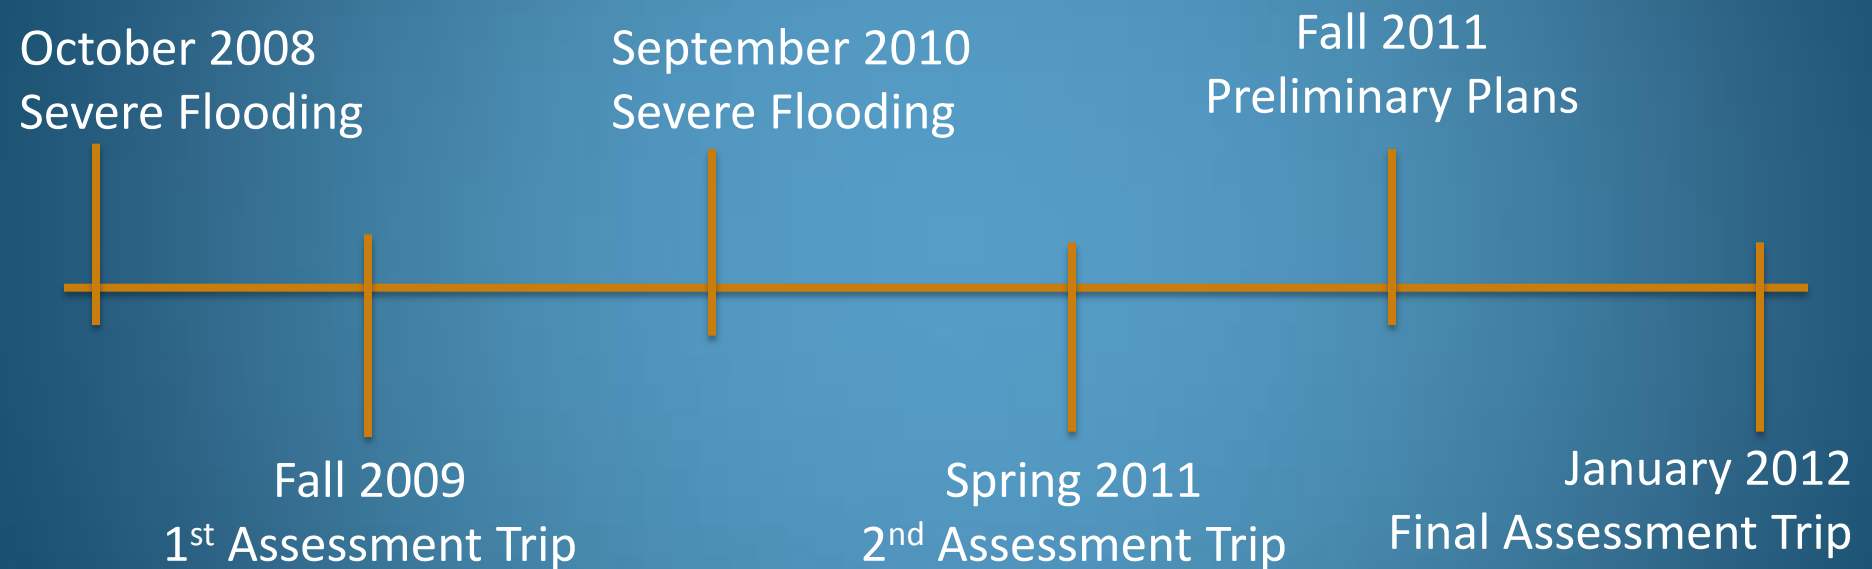 October 2008
Severe Flooding
Fall 2009
1st Assessment Trip
September 2010
Severe Flooding
Spring 2011
2nd Assessment Trip
Fall 2011
Preliminary Plans
January 2012
Final Assessment Trip